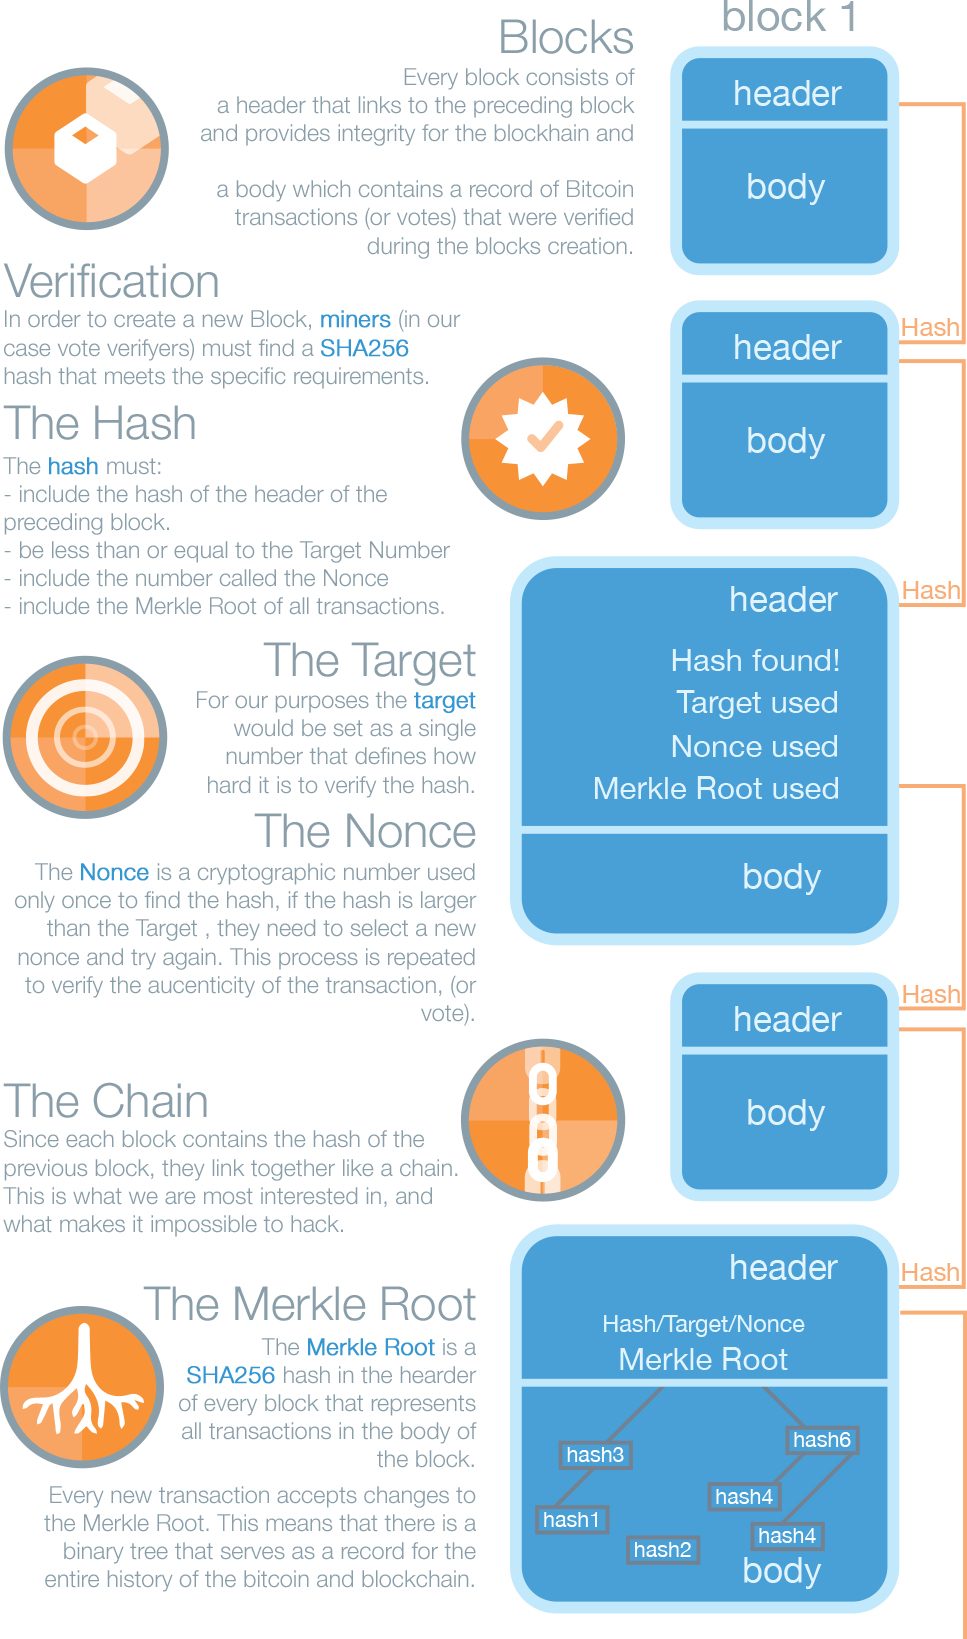 block 1
Blocks
Every block consists of
a header that links to the preceding block
and provides integrity for the blockhain and
a body which contains a record of Bitcoin
transactions (or votes) that were verified
during the blocks creation.
header
body
Verification
In order to create a new Block, miners (in our
case vote verifyers) must find a SHA256
hash that meets the specific requirements.
Hash
header
body
The Hash
The hash must:
- include the hash of the header of the
preceding block.
- be less than or equal to the Target Number
- include the number called the Nonce
- include the Merkle Root of all transactions.
Hash
header
Hash found!
Target used
Nonce used
Merkle Root used
body
The Target
For our purposes the target
would be set as a single
number that defines how
hard it is to verify the hash.
The Nonce
The Nonce is a cryptographic number used
only once to find the hash, if the hash is larger
than the Target , they need to select a new
nonce and try again. This process is repeated
to verify the aucenticity of the transaction, (or
vote).
Hash
header
body
The Chain
Since each block contains the hash of the
previous block, they link together like a chain.
This is what we are most interested in, and
what makes it impossible to hack.
Hash
header
Hash/Target/Nonce
Merkle Root
The Merkle Root
The Merkle Root is a
SHA256 hash in the hearder
of every block that represents
all transactions in the body of
the block.
Every new transaction accepts changes to
the Merkle Root. This means that there is a
binary tree that serves as a record for the
entire history of the bitcoin and blockchain.
hash3
hash6
hash1
hash4
hash2
hash4
body